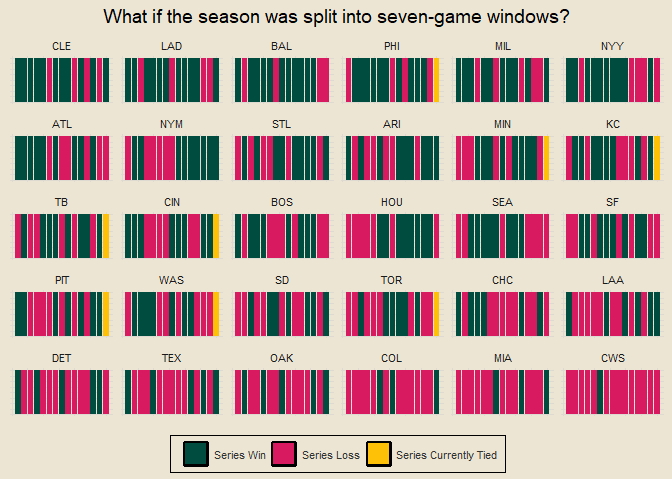 What if the season was split into seven-game windows?
CLE LAD BAL PHI MIL NYY
ATL NYM STL ARI MIN KC
TB CIN BOS HOU SEA SF
PIT WAS SD TOR CHC LAA
DET TEX OAK COL MIA CWS
Series Win Series Loss Series Currently Tied